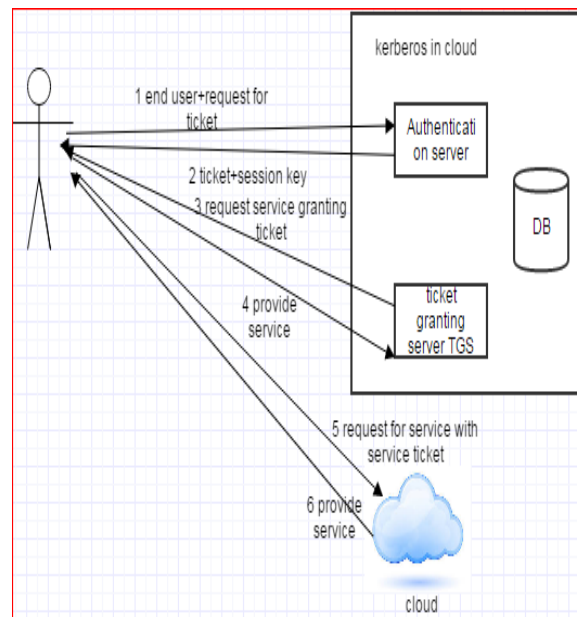 kerberos in cloud
1 end user+request for
ticket
Authenticati
on server
2 ticket+session key
3 request service granting
ticket
DB
ticket
granting
server TGS
4 provide
service
5 request for service with
service ticket
6 provide
service
cloud